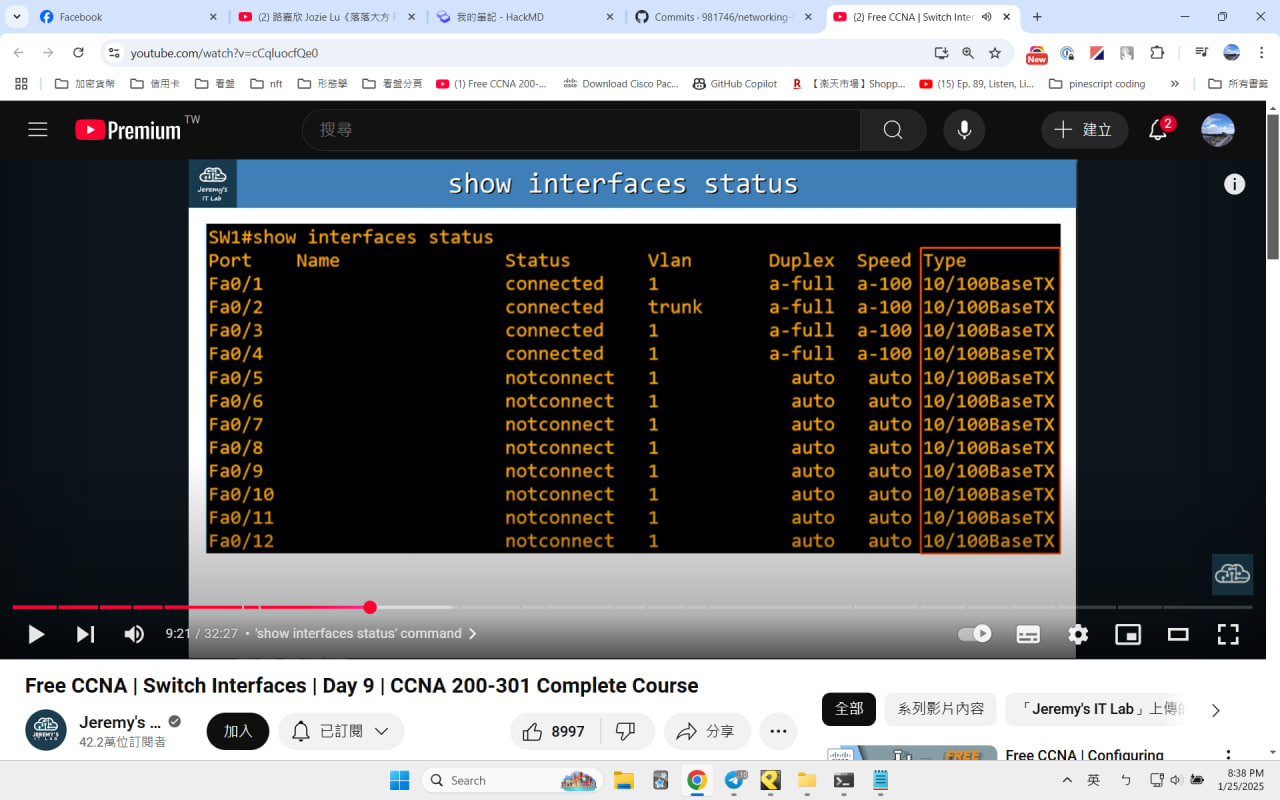 Facebook
(2) 路嘉欣 Jozie Lu《落落大方 F
我的筆記 - HackMD
Commits · 981746/networking-
(2) Free CCNA | Switch Inter
youtube.com/watch?v=cCqluocfQe0
New
加密貨幣
信用卡
看盤
nft
形態學
看盤分頁
(1) Free CCNA 200-...
Download Cisco Pac...
GitHub Copilot
【楽天市場】Shopp...
(15) Ep. 89, Listen, Li...
pinescript coding
»
所有書籤
Premium TW
搜尋
建立
2
Jeremy's
IT Lab
show interfaces status
SW1#show interfaces status
Port Name Status Vlan Duplex Speed Type
Fa0/1 connected 1 a-full a-100 10/100BaseTX
Fa0/2 connected trunk a-full a-100 10/100BaseTX
Fa0/3 connected 1 a-full a-100 10/100BaseTX
Fa0/4 connected 1 a-full a-100 10/100BaseTX
Fa0/5 notconnect 1 auto auto 10/100BaseTX
Fa0/6 notconnect 1 auto auto 10/100BaseTX
Fa0/7 notconnect 1 auto auto 10/100BaseTX
Fa0/8 notconnect 1 auto auto 10/100BaseTX
Fa0/9 notconnect 1 auto auto 10/100BaseTX
Fa0/10 notconnect 1 auto auto 10/100BaseTX
Fa0/11 notconnect 1 auto auto 10/100BaseTX
Fa0/12 notconnect 1 auto auto 10/100BaseTX
9:21 / 32:27 • 'show interfaces status' command
Free CCNA | Switch Interfaces | Day 9 | CCNA 200-301 Complete Course
JEREMY'S
IT LAB
Jeremy's ...
42.2萬位訂閱者
加入
已訂閱
8997
分享
全部
系列影片內容
「Jeremy's IT Lab」上傳的
FREE
Free CCNA | Configuring
Search
10
英
ㄅ
8:38 PM
1/25/2025